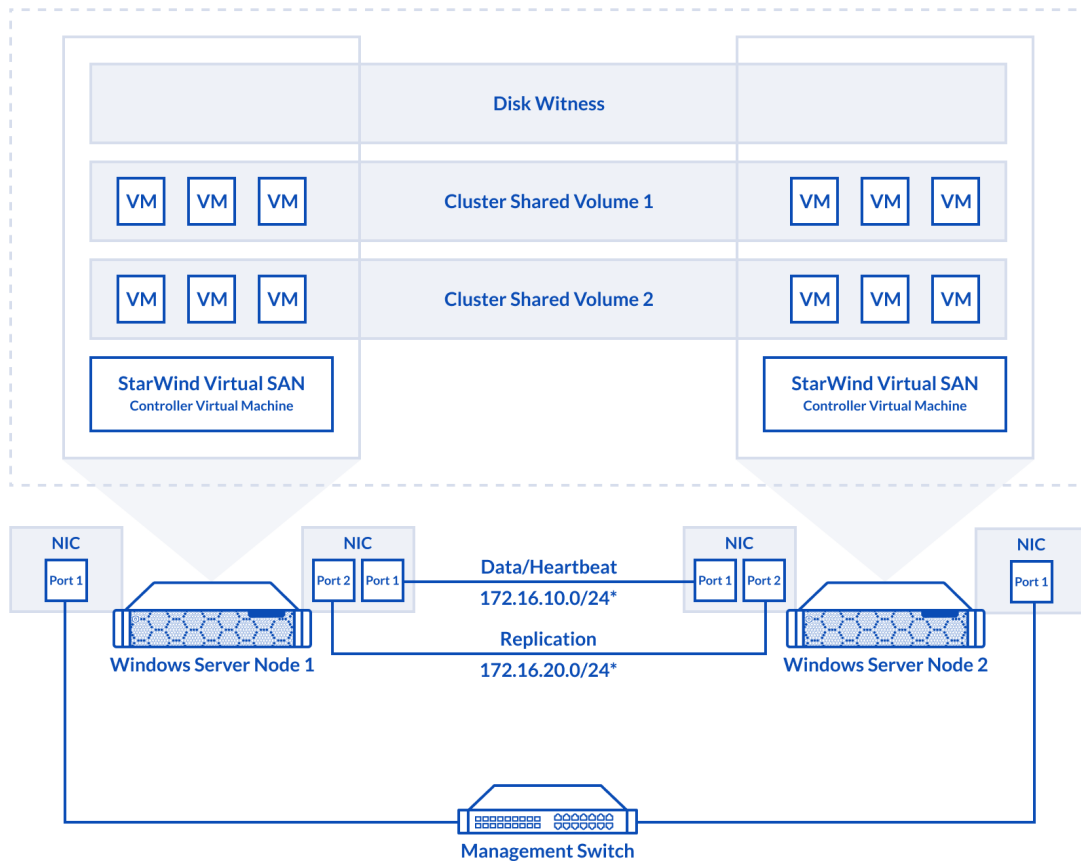 Disk Witness
VM VM VM Cluster Shared Volume 1 VM VM VM
VM VM VM Cluster Shared Volume 2 VM VM VM
StarWind Virtual SAN
Controller Virtual Machine
StarWind Virtual SAN
Controller Virtual Machine
NIC
Port 1
NIC
Port 2 Port 1
Data/Heartbeat
172.16.10.0/24*
Replication
172.16.20.0/24*
NIC
Port 1 Port 2
NIC
Port 1
Windows Server Node 1
Windows Server Node 2
Management Switch